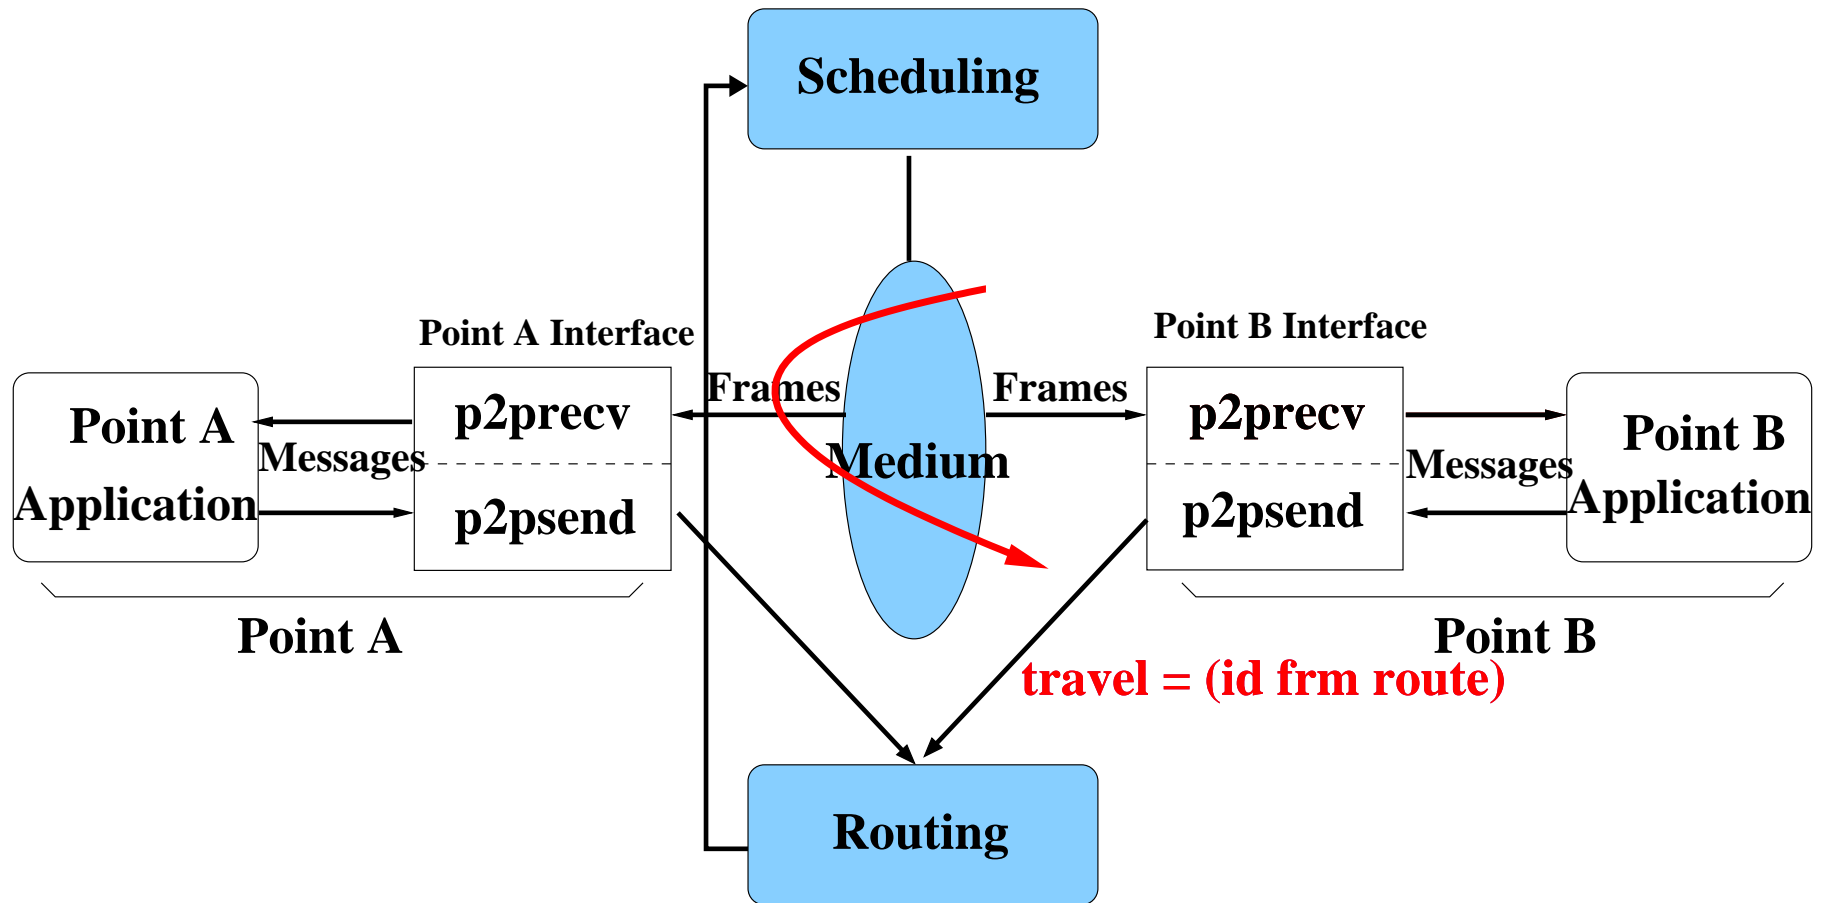 Scheduling
Point A Interface
Point B Interface
Frames
Frames
Point A
Application
Messages
p2precv
p2psend
Medium
p2precv
p2psend
Messages
Point B
Application
Point A
Point B
travel = (id frm route)
Routing